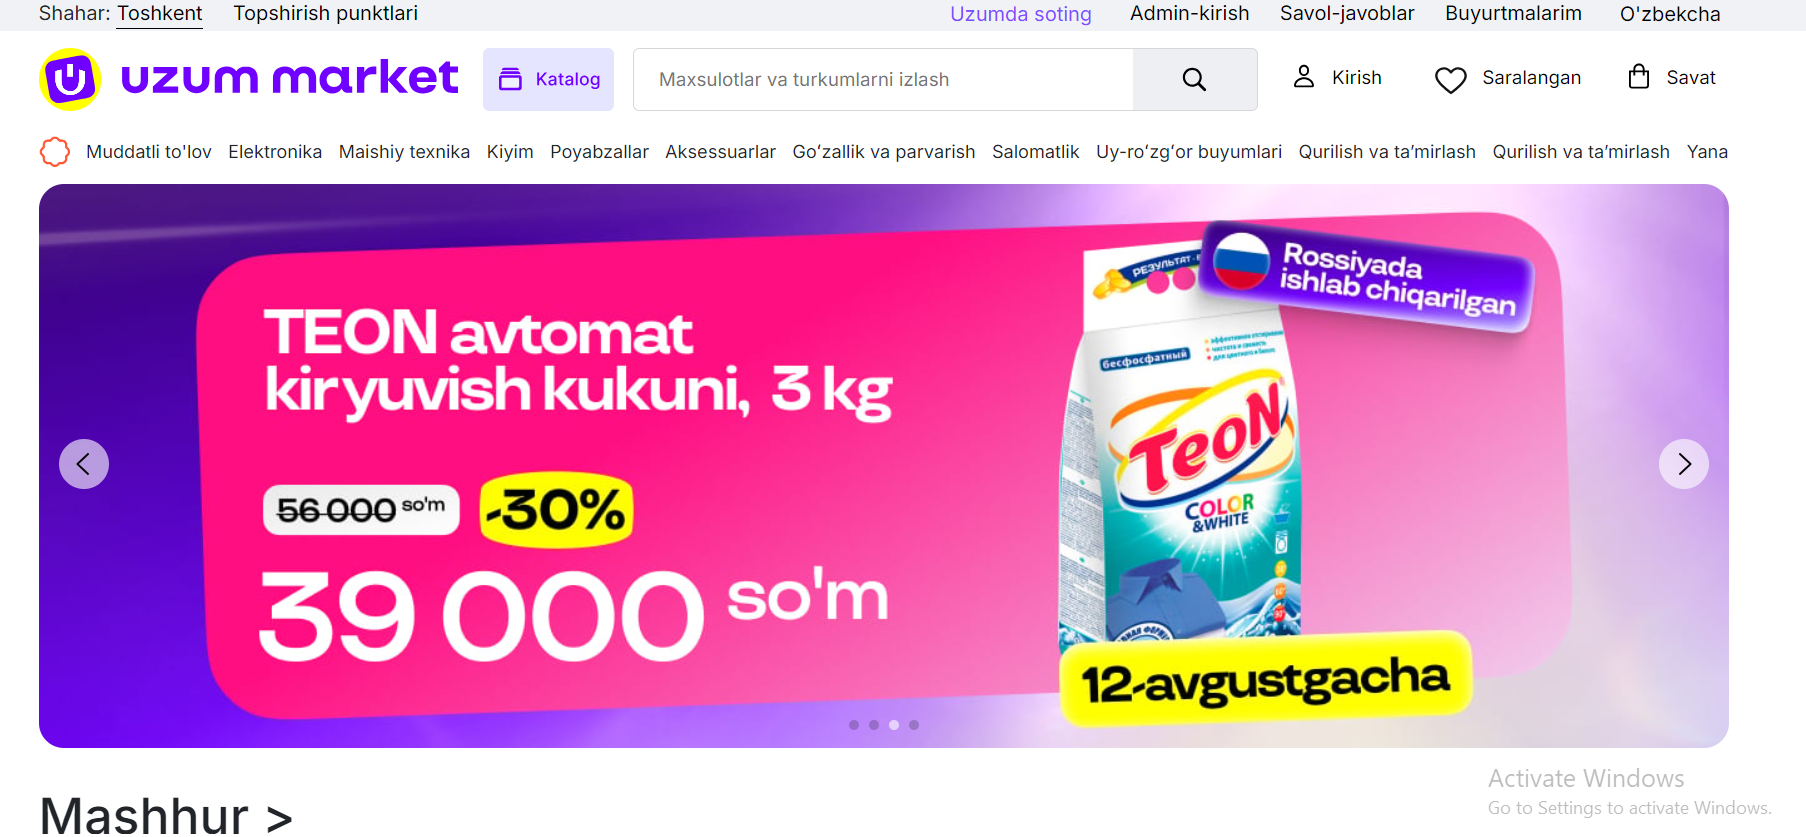 Shahar: Toshkent Topshirish punktlari Uzumda soting Admin-kirish Savol-javoblar Buyurtmalarim O'zbekcha
uzum market Katalog Maxsulotlar va turkumlarni izlash Kirish Saralangan Savat
Muddatli to'lov Elektronika Maishiy texnika Kiyim Poyabzallar Aksessuarlar Go‘zallik va parvarish Salomatlik Uy-ro‘zg‘or buyumlari Qurilish va ta’mirlash Qurilish va ta’mirlash Yana
Rossiyada
ishlab chiqarilgan
РЕЗУЛЬТАТ
TEON avtomat
kir yuvish kukuni, 3 kg
бесфосфатный
TEON
COLOR
&WHITE
56 000 so'm -30%
39 000 so'm
12-avgustgacha
Mashhur >
Activate Windows
Go to Settings to activate Windows.